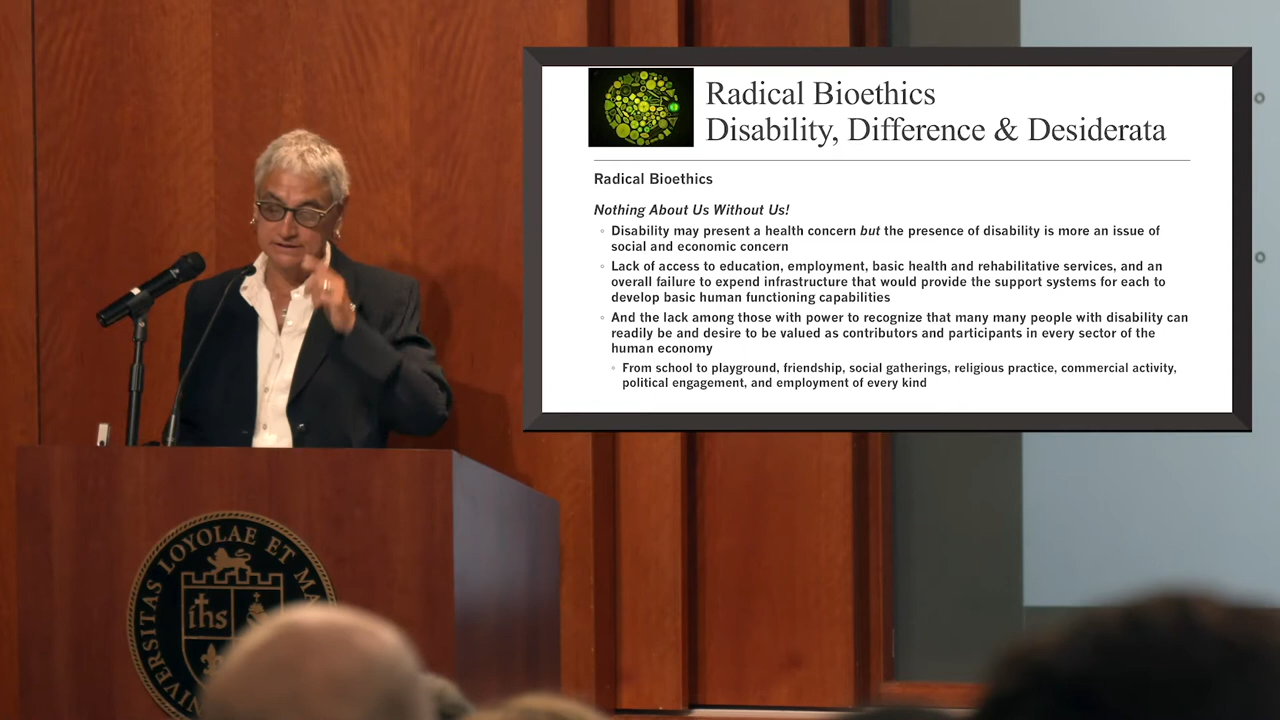 Radical Bioethics
Disability, Difference & Desiderata
Radical Bioethics
Nothing About Us Without Us!
◦ Disability may present a health concern but the presence of disability is more an issue of
social and economic concern
◦ Lack of access to education, employment, basic health and rehabilitative services, and an
overall failure to expend infrastructure that would provide the support systems for each to
develop basic human functioning capabilities
◦ And the lack among those with power to recognize that many many people with disability can
readily be and desire to be valued as contributors and participants in every sector of the
human economy
◦ From school to playground, friendship, social gatherings, religious practice, commercial activity,
political engagement, and employment of every kind
UNIVERSITAS LOYOLAE ET MA
ihs